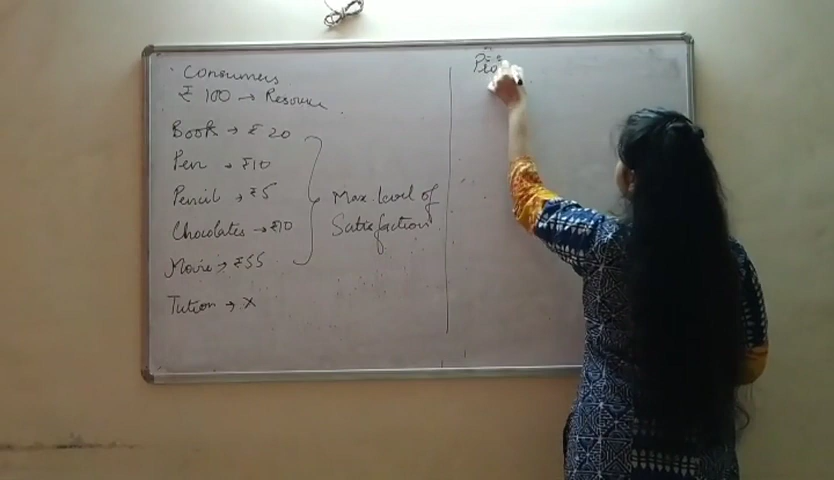 Consumers
₹ 100 → Resource
Book → ₹ 20
Pen → ₹10
Pencil → ₹5
Chocolates → ₹10
Movie → ₹55
Tution → X
Max. level of
Satisfaction